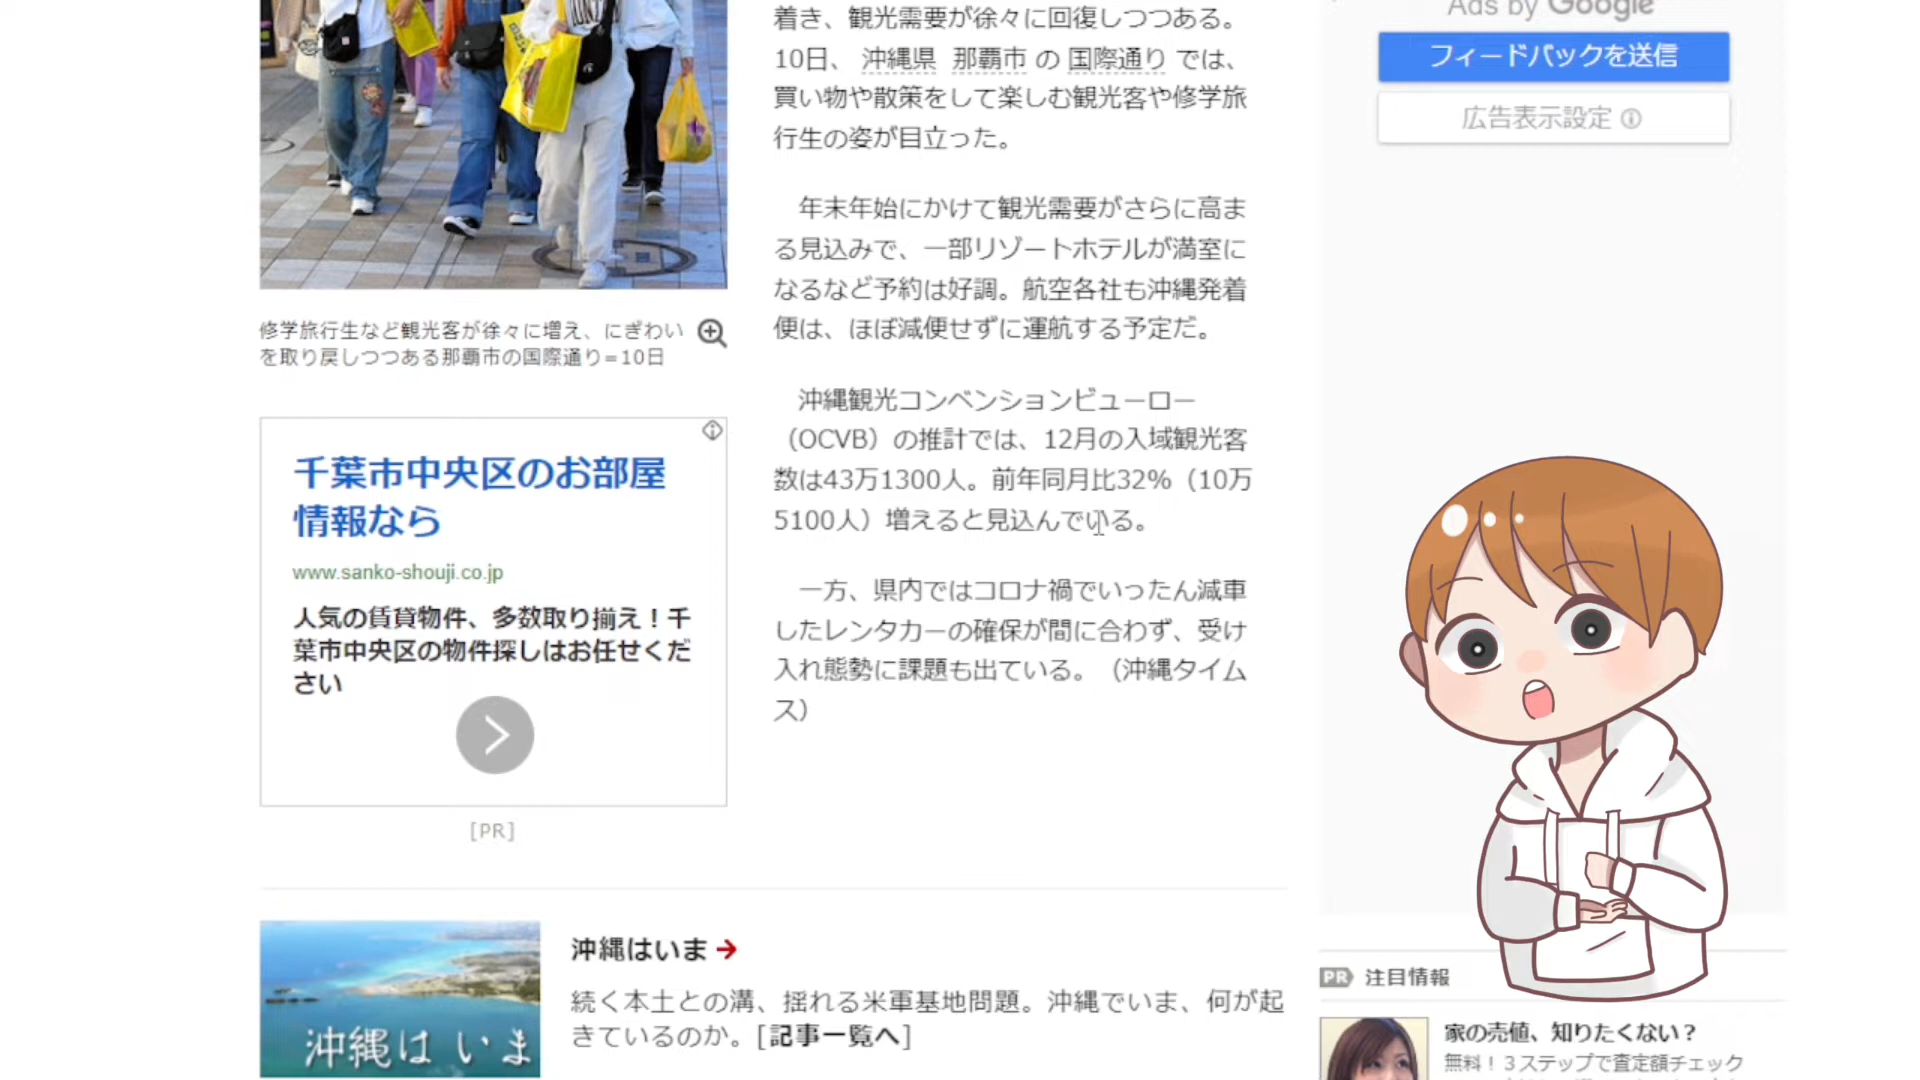 着き、観光需要が徐々に回復しつつある。
10日、 沖縄県 那覇市 の 国際通り では、
買い物や散策をして楽しむ観光客や修学旅
行生の姿が目立った。
年末年始にかけて観光需要がさらに高ま
る見込みで、一部リゾートホテルが満室に
なるなど予約は好調。航空各社も沖縄発着
便は、ほぼ減便せずに運航する予定だ。
沖縄観光コンベンションビューロー
（OCVB）の推計では、12月の入域観光客
数は43万1300人。前年同月比32%（10万
5100人）増えると見込んでいる。
一方、県内ではコロナ禍でいったん減車
したレンタカーの確保が間に合わず、受け
入れ態勢に課題も出ている。（沖縄タイム
ス）
修学旅行生など観光客が徐々に増え、にぎわい
を取り戻しつつある那覇市の国際通り=10日
千葉市中央区のお部屋
情報なら
www.sanko-shouji.co.jp
人気の賃貸物件、多数取り揃え！千
葉市中央区の物件探しはお任せくだ
さい
[PR]
沖縄は いま
沖縄はいま
続く本土との溝、揺れる米軍基地問題。沖縄でいま、何が起
きているのか。[記事一覧へ]
Ads by Google
フィードバックを送信
広告表示設定
PR 注目情報
家の売値、知りたくない？
無料！３ステップで査定額チェック